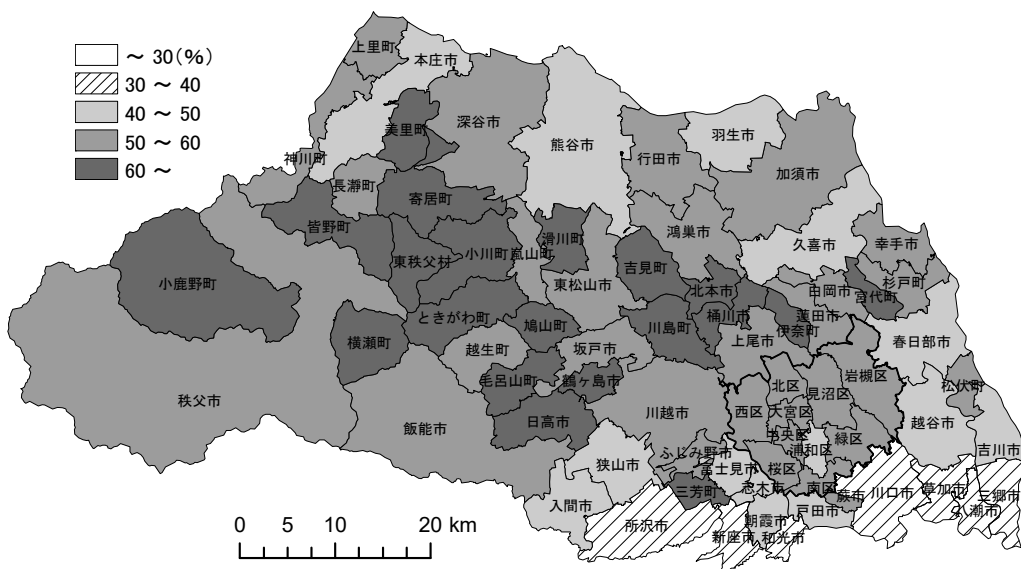 ～ 30(%)
30 ～ 40
40 ～ 50
50 ～ 60
60 ～
上里町
本庄市
美里町
深谷市
熊谷市
行田市
羽生市
加須市
神川町
長瀞町
寄居町
皆野町
東秩父村
小川町
嵐山町
滑川町
東松山市
吉見町
鴻巣市
北本市
久喜市
幸手市
杉戸町
宮代町
白岡市
蓮田市
伊奈町
桶川市
上尾市
小鹿野町
横瀬町
ときがわ町
鳩山町
川島町
越生町
坂戸市
毛呂山町
鶴ヶ島市
日高市
川越市
秩父市
飯能市
春日部市
松伏町
越谷市
吉川市
岩槻区
見沼区
北区
西区
大宮区
中央区
浦和区
緑区
桜区
南区
狭山市
ふじみ野市
富士見市
志木市
三芳町
入間市
所沢市
新座市
朝霞市
和光市
戸田市
蕨市
川口市
草加市
八潮市
三郷市
0 5 10 20 km